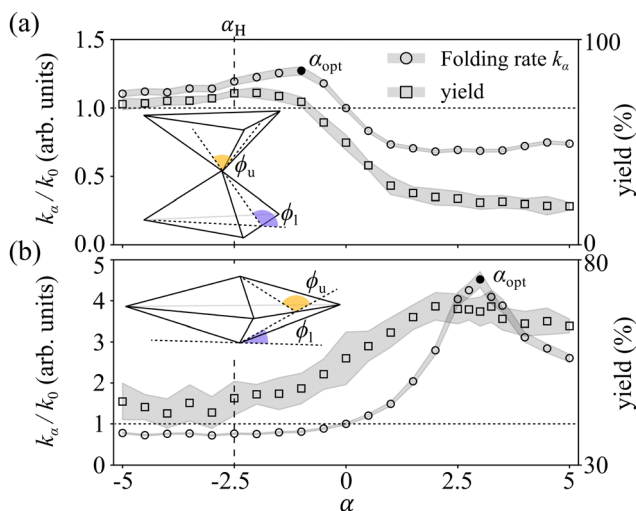 (a)
α_H
1.5
1.0
0.5
0.0
k_α / k_0 (arb. units)
α_opt
Folding rate k_α
yield
ϕ_u
ϕ_l
100
0
yield (%)
(b)
5
4
3
2
1
0
k_α / k_0 (arb. units)
ϕ_u
ϕ_l
α_opt
80
30
yield (%)
-5 -2.5 0 2.5 5
α